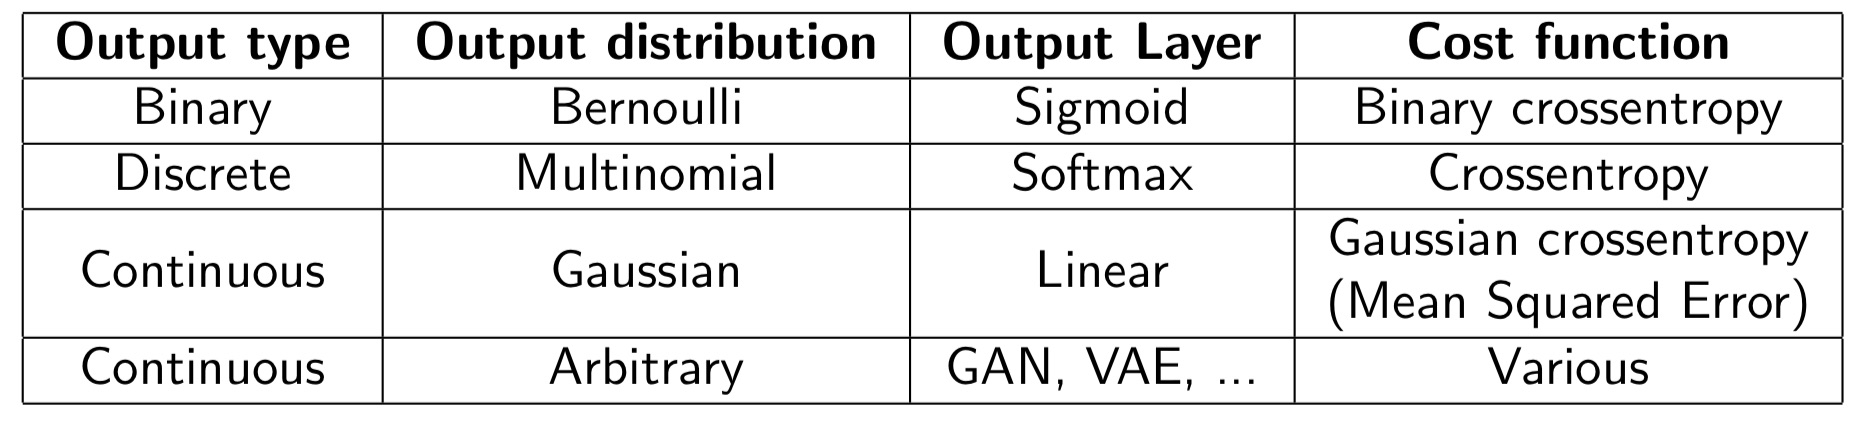 Output type Output distribution Output Layer Cost function
Binary Bernoulli Sigmoid Binary crossentropy
Discrete Multinomial Softmax Crossentropy
Continuous Gaussian Linear Gaussian crossentropy
(Mean Squared Error)
Continuous Arbitrary GAN, VAE, ... Various